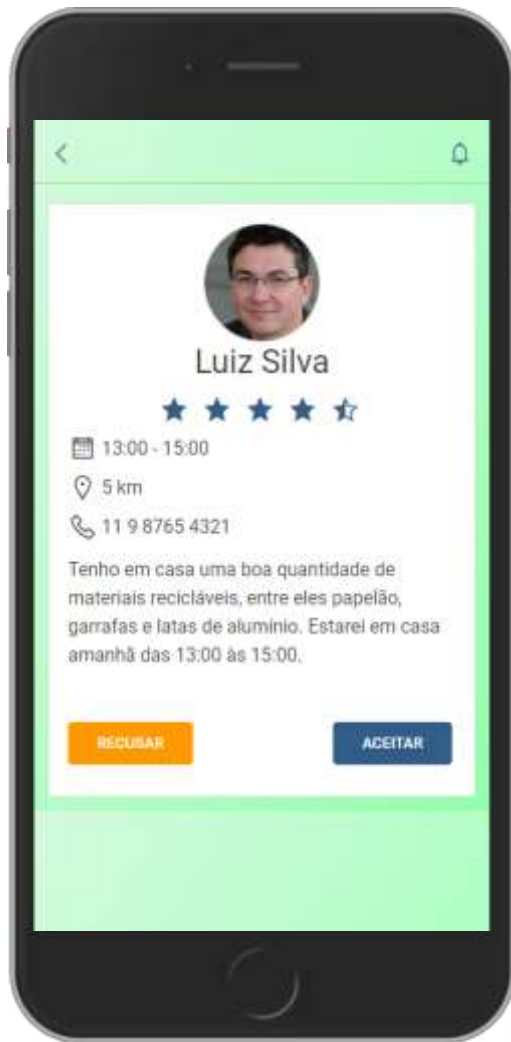 Luiz Silva
13:00 - 15:00
5 km
11 9 8765 4321
Tenho em casa uma boa quantidade de
materiais recicláveis, entre eles papelão,
garrafas e latas de alumínio. Estarei em casa
amanhã das 13:00 às 15:00.
RECUSAR
ACEITAR